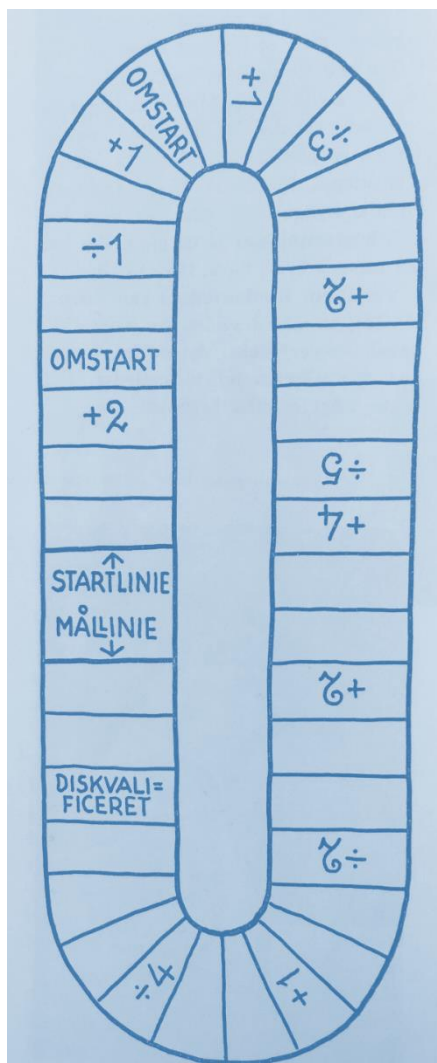 +1
OMSTART
÷3
+1
÷1
+2
OMSTART
+2
÷5
+4
STARTLINIE
MÅLLINIE
+2
DISKVALI=
FICERET
÷2
÷4
+1